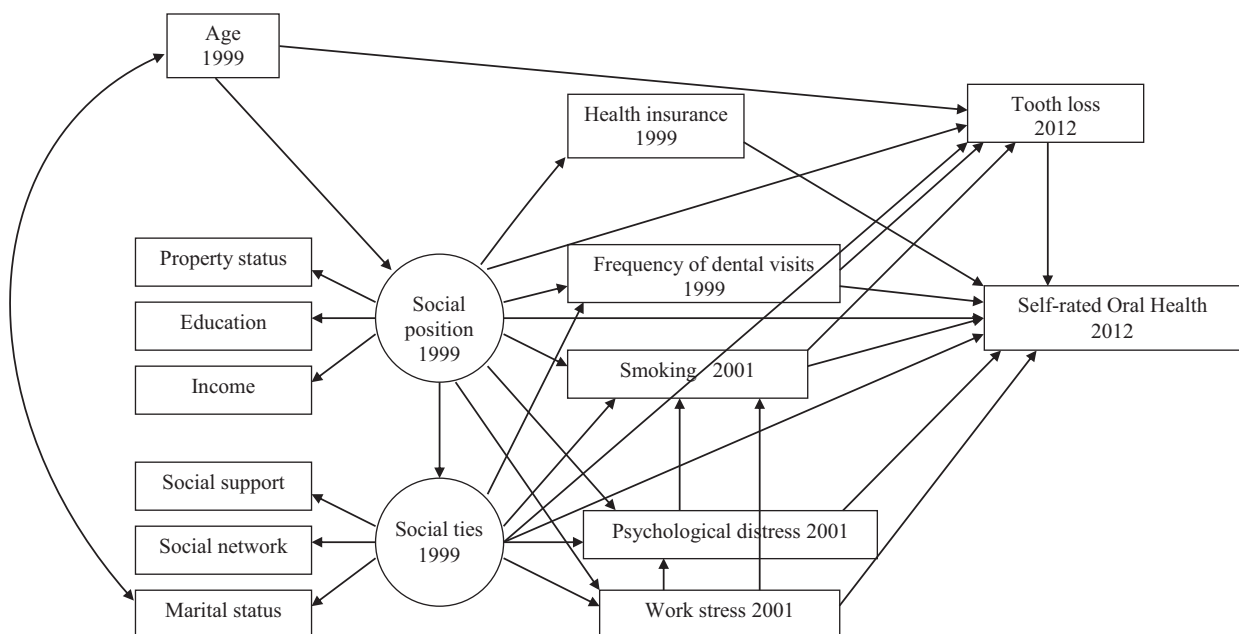 Age
1999
Tooth loss
2012
Health insurance
1999
Property status
Education
Income
Social
position
1999
Frequency of dental visits
1999
Self-rated Oral Health
2012
Smoking 2001
Social support
Social network
Marital status
Social ties
1999
Psychological distress 2001
Work stress 2001